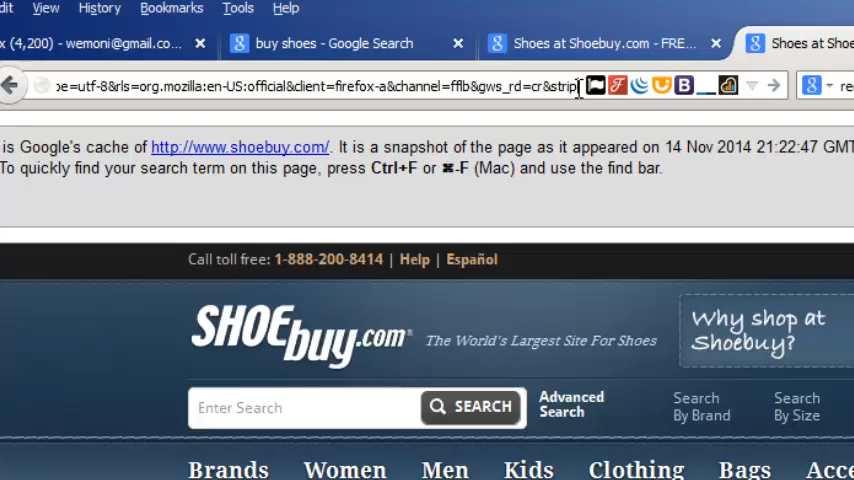 dit View History Bookmarks Tools Help
x (4,200) - wemoni@gmail.co... buy shoes - Google Search Shoes at Shoebuy.com - FRE... Shoes at Shoe
pe=utf-8&rls=org.mozilla:en-US:official&client=firefox-a&channel=fflb&gws_rd=cr&strip re
is Google's cache of http://www.shoebuy.com/. It is a snapshot of the page as it appeared on 14 Nov 2014 21:22:47 GMT
To quickly find your search term on this page, press Ctrl+F or ⌘-F (Mac) and use the find bar.
Call toll free: 1-888-200-8414 | Help | Español
SHOEbuy.com® The World's Largest Site For Shoes
Why shop at
Shoebuy?
Enter Search SEARCH
Advanced
Search
Search
By Brand
Search
By Size
Brands Women Men Kids Clothing Bags Acce